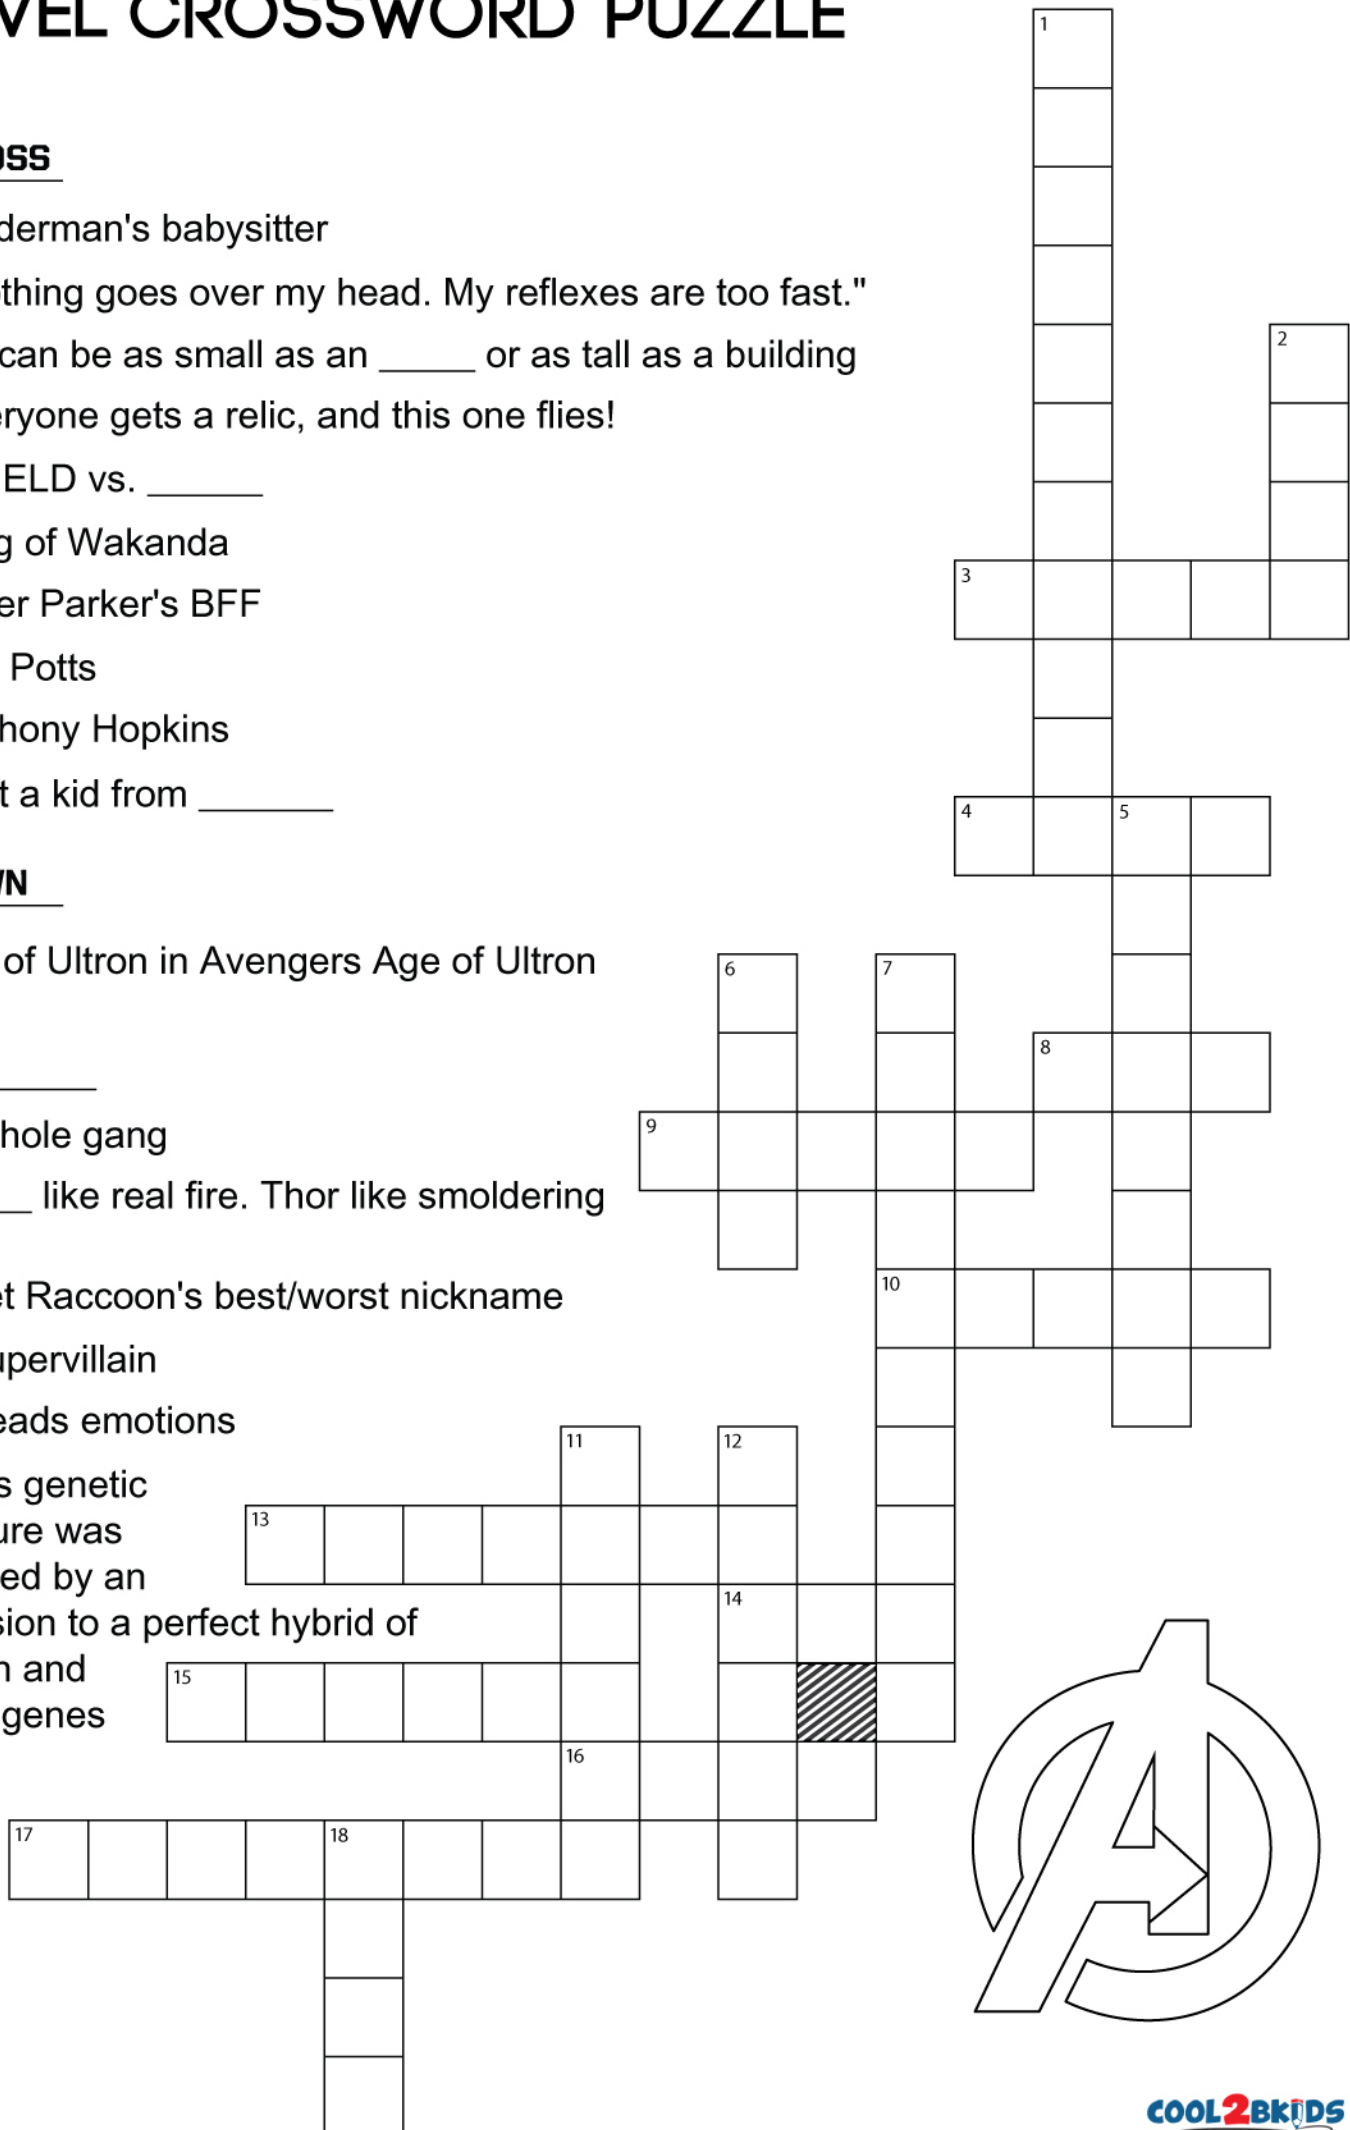 VEL CROSSWORD PUZZLE
OSS
derman's babysitter
thing goes over my head. My reflexes are too fast."
can be as small as an _____ or as tall as a building
eryone gets a relic, and this one flies!
ELD vs. ______
g of Wakanda
er Parker's BFF
Potts
hony Hopkins
t a kid from _______
WN
of Ultron in Avengers Age of Ultron
_____
hole gang
__ like real fire. Thor like smoldering
et Raccoon's best/worst nickname
upervillain
eads emotions
s genetic
ure was
ed by an
sion to a perfect hybrid of
n and
genes
1
2
3
4 5
6 7
8
9
10
11 12
13
14
15
16
17 18
COOL2BKIDS